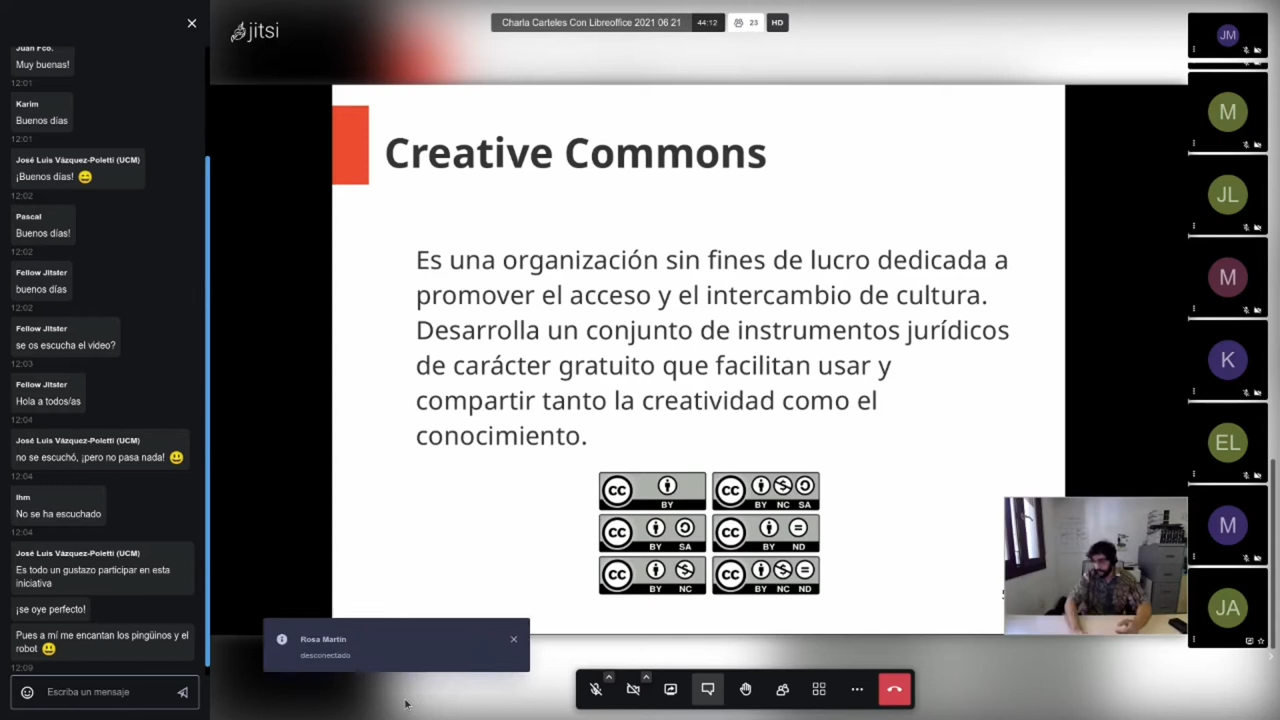 jitsi
Charla Carteles Con Libreoffice 2021 06 21
44:12
23
HD
Juan Fco.
Muy buenas!
12:01
Karim
Buenos días
12:01
José Luis Vázquez-Poletti (UCM)
¡Buenos días! 😄
12:02
Pascal
Buenos días!
12:02
Fellow Jitster
buenos días
12:02
Fellow Jitster
se os escucha el video?
12:03
Fellow Jitster
Hola a todos/as
12:04
José Luis Vázquez-Poletti (UCM)
no se escuchó, ¡pero no pasa nada! 😃
12:04
lhm
No se ha escuchado
12:04
José Luis Vázquez-Poletti (UCM)
Es todo un gustazo participar en esta
iniciativa
¡se oye perfecto!
Pues a mí me encantan los pingüinos y el
robot 😃
12:09
Escriba un mensaje
Creative Commons
Es una organización sin fines de lucro dedicada a
promover el acceso y el intercambio de cultura.
Desarrolla un conjunto de instrumentos jurídicos
de carácter gratuito que facilitan usar y
compartir tanto la creatividad como el
conocimiento.
cc BY
cc BY NC SA
cc BY SA
cc BY ND
cc BY NC
cc BY NC ND
Rosa Martín
desconectado
JM
M
JL
M
K
EL
M
JA